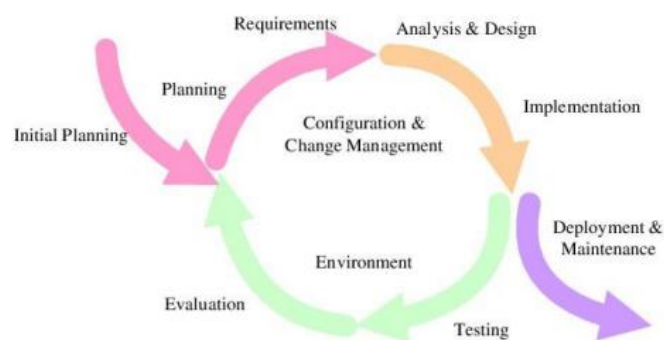 Requirements
Analysis & Design
Planning
Implementation
Configuration &
Change Management
Initial Planning
Deployment &
Maintenance
Environment
Evaluation
Testing